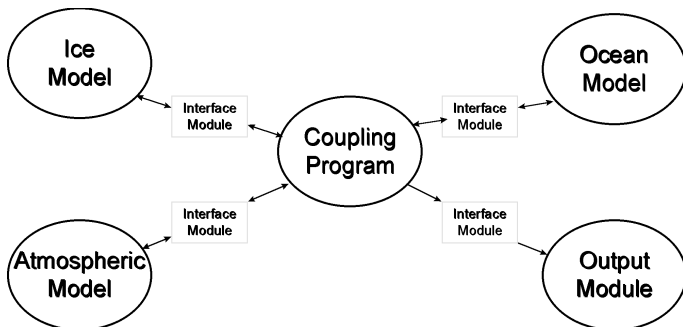 Ice
Model
Ocean
Model
Interface
Module
Interface
Module
Coupling
Program
Interface
Module
Interface
Module
Atmospheric
Model
Output
Module